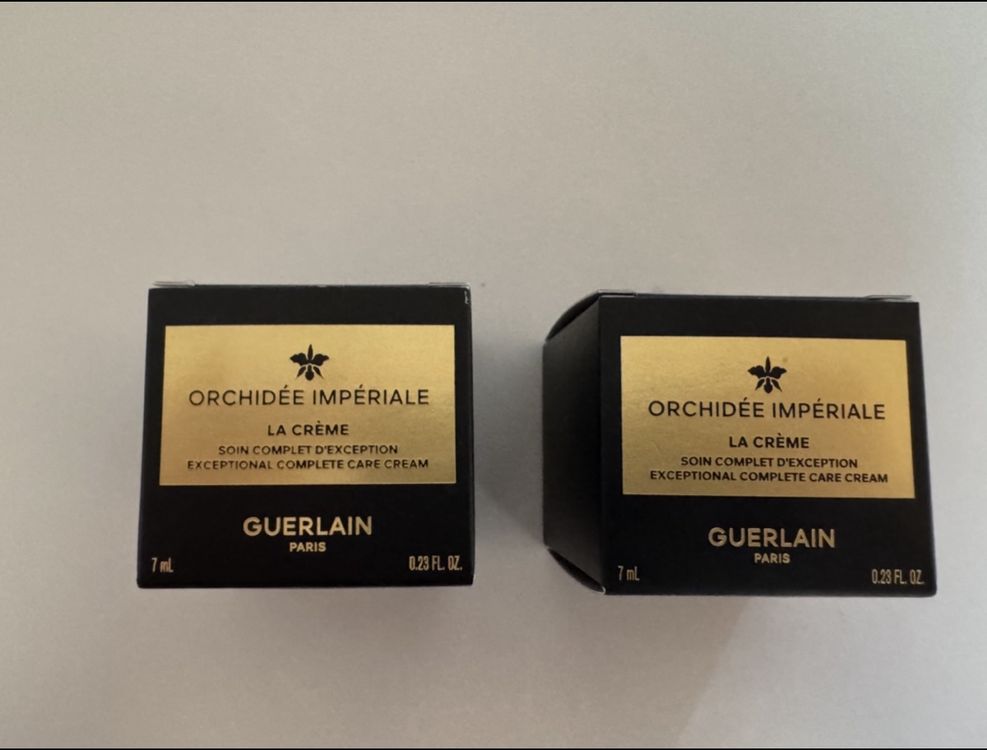 ORCHIDÉE IMPÉRIALE
LA CRÈME
SOIN COMPLET D'EXCEPTION
EXCEPTIONAL COMPLETE CARE CREAM
GUERLAIN
PARIS
7 mL
0.23 FL. OZ.
ORCHIDÉE IMPÉRIALE
LA CRÈME
SOIN COMPLET D'EXCEPTION
EXCEPTIONAL COMPLETE CARE CREAM
GUERLAIN
PARIS
7 mL
0.23 FL. OZ.